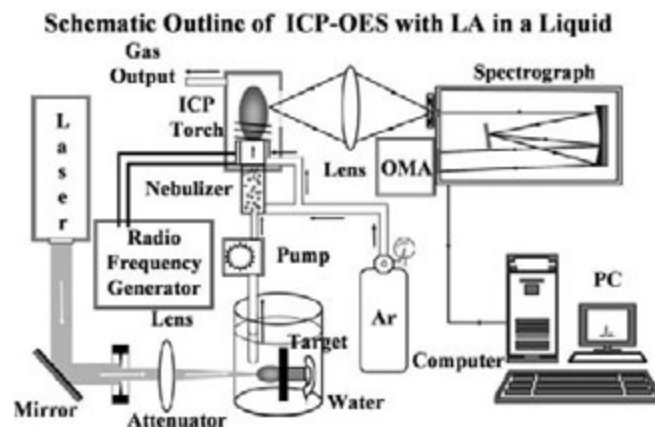 Schematic Outline of ICP-OES with LA in a Liquid
Gas
Output
Spectrograph
Laser
ICP
Torch
Lens
OMA
Nebulizer
Radio
Frequency
Generator
Pump
PC
Ar
Lens
Target
Computer
Mirror
Attenuator
Water